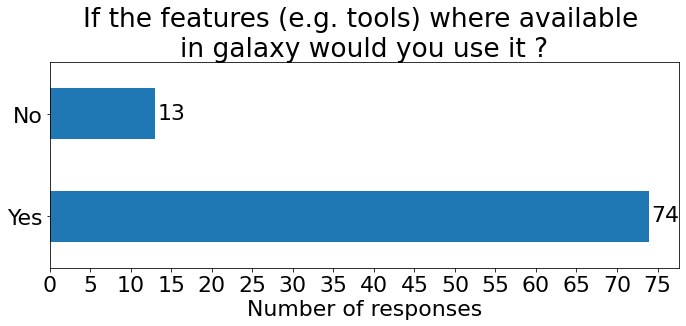 If the features (e.g. tools) where available
in galaxy would you use it ?
No
13
Yes
74
0 5 10 15 20 25 30 35 40 45 50 55 60 65 70 75
Number of responses